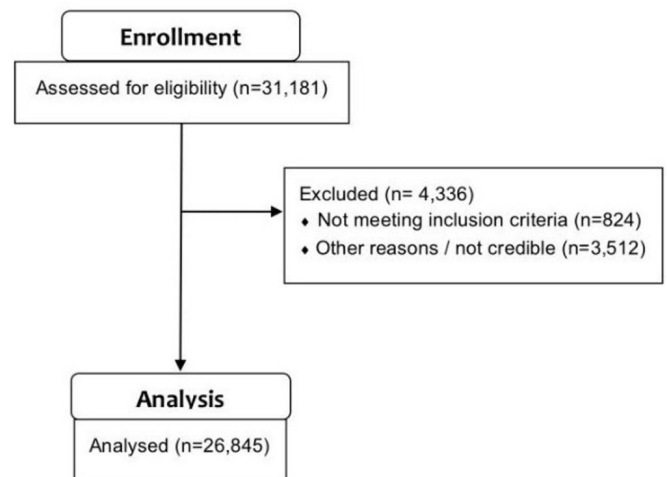 Enrollment
Assessed for eligibility (n=31,181)
Excluded (n= 4,336)
♦ Not meeting inclusion criteria (n=824)
♦ Other reasons / not credible (n=3,512)
Analysis
Analysed (n=26,845)